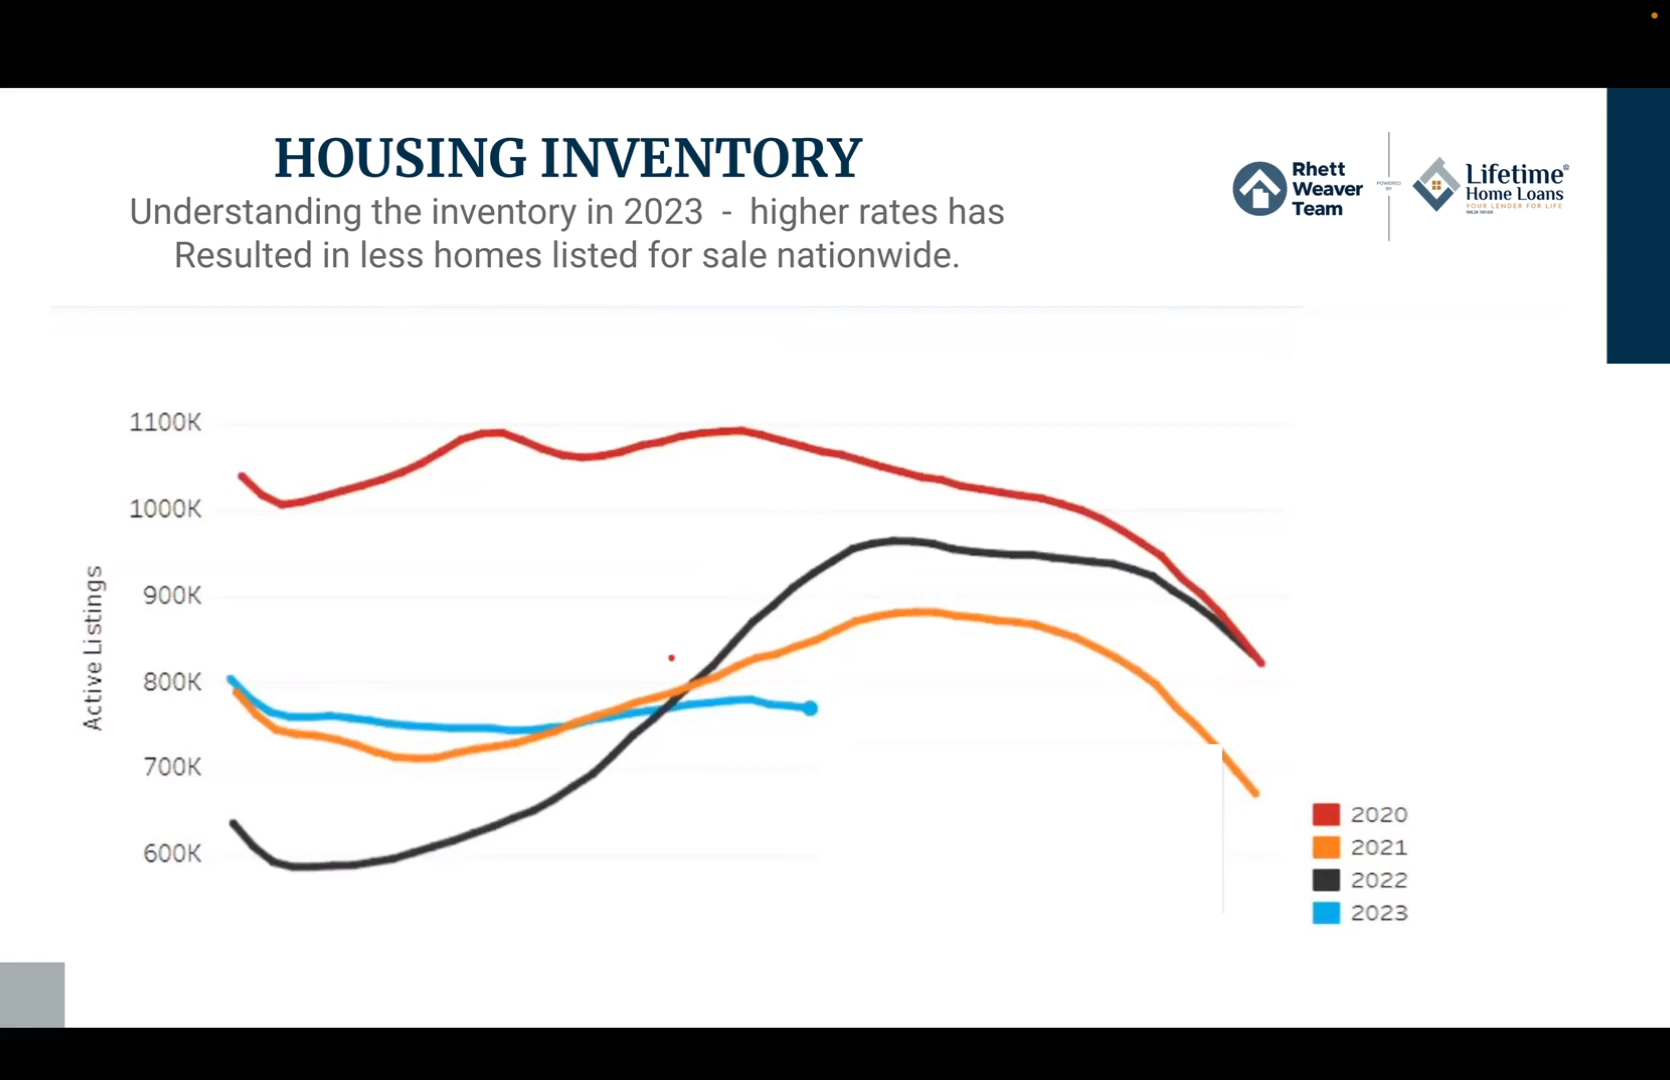 HOUSING INVENTORY
Understanding the inventory in 2023 - higher rates has
Resulted in less homes listed for sale nationwide.
Rhett
Weaver
Team
POWERED
BY
Lifetime®
Home Loans
YOUR LENDER FOR LIFE
1100K
1000K
900K
800K
700K
600K
Active Listings
2020
2021
2022
2023